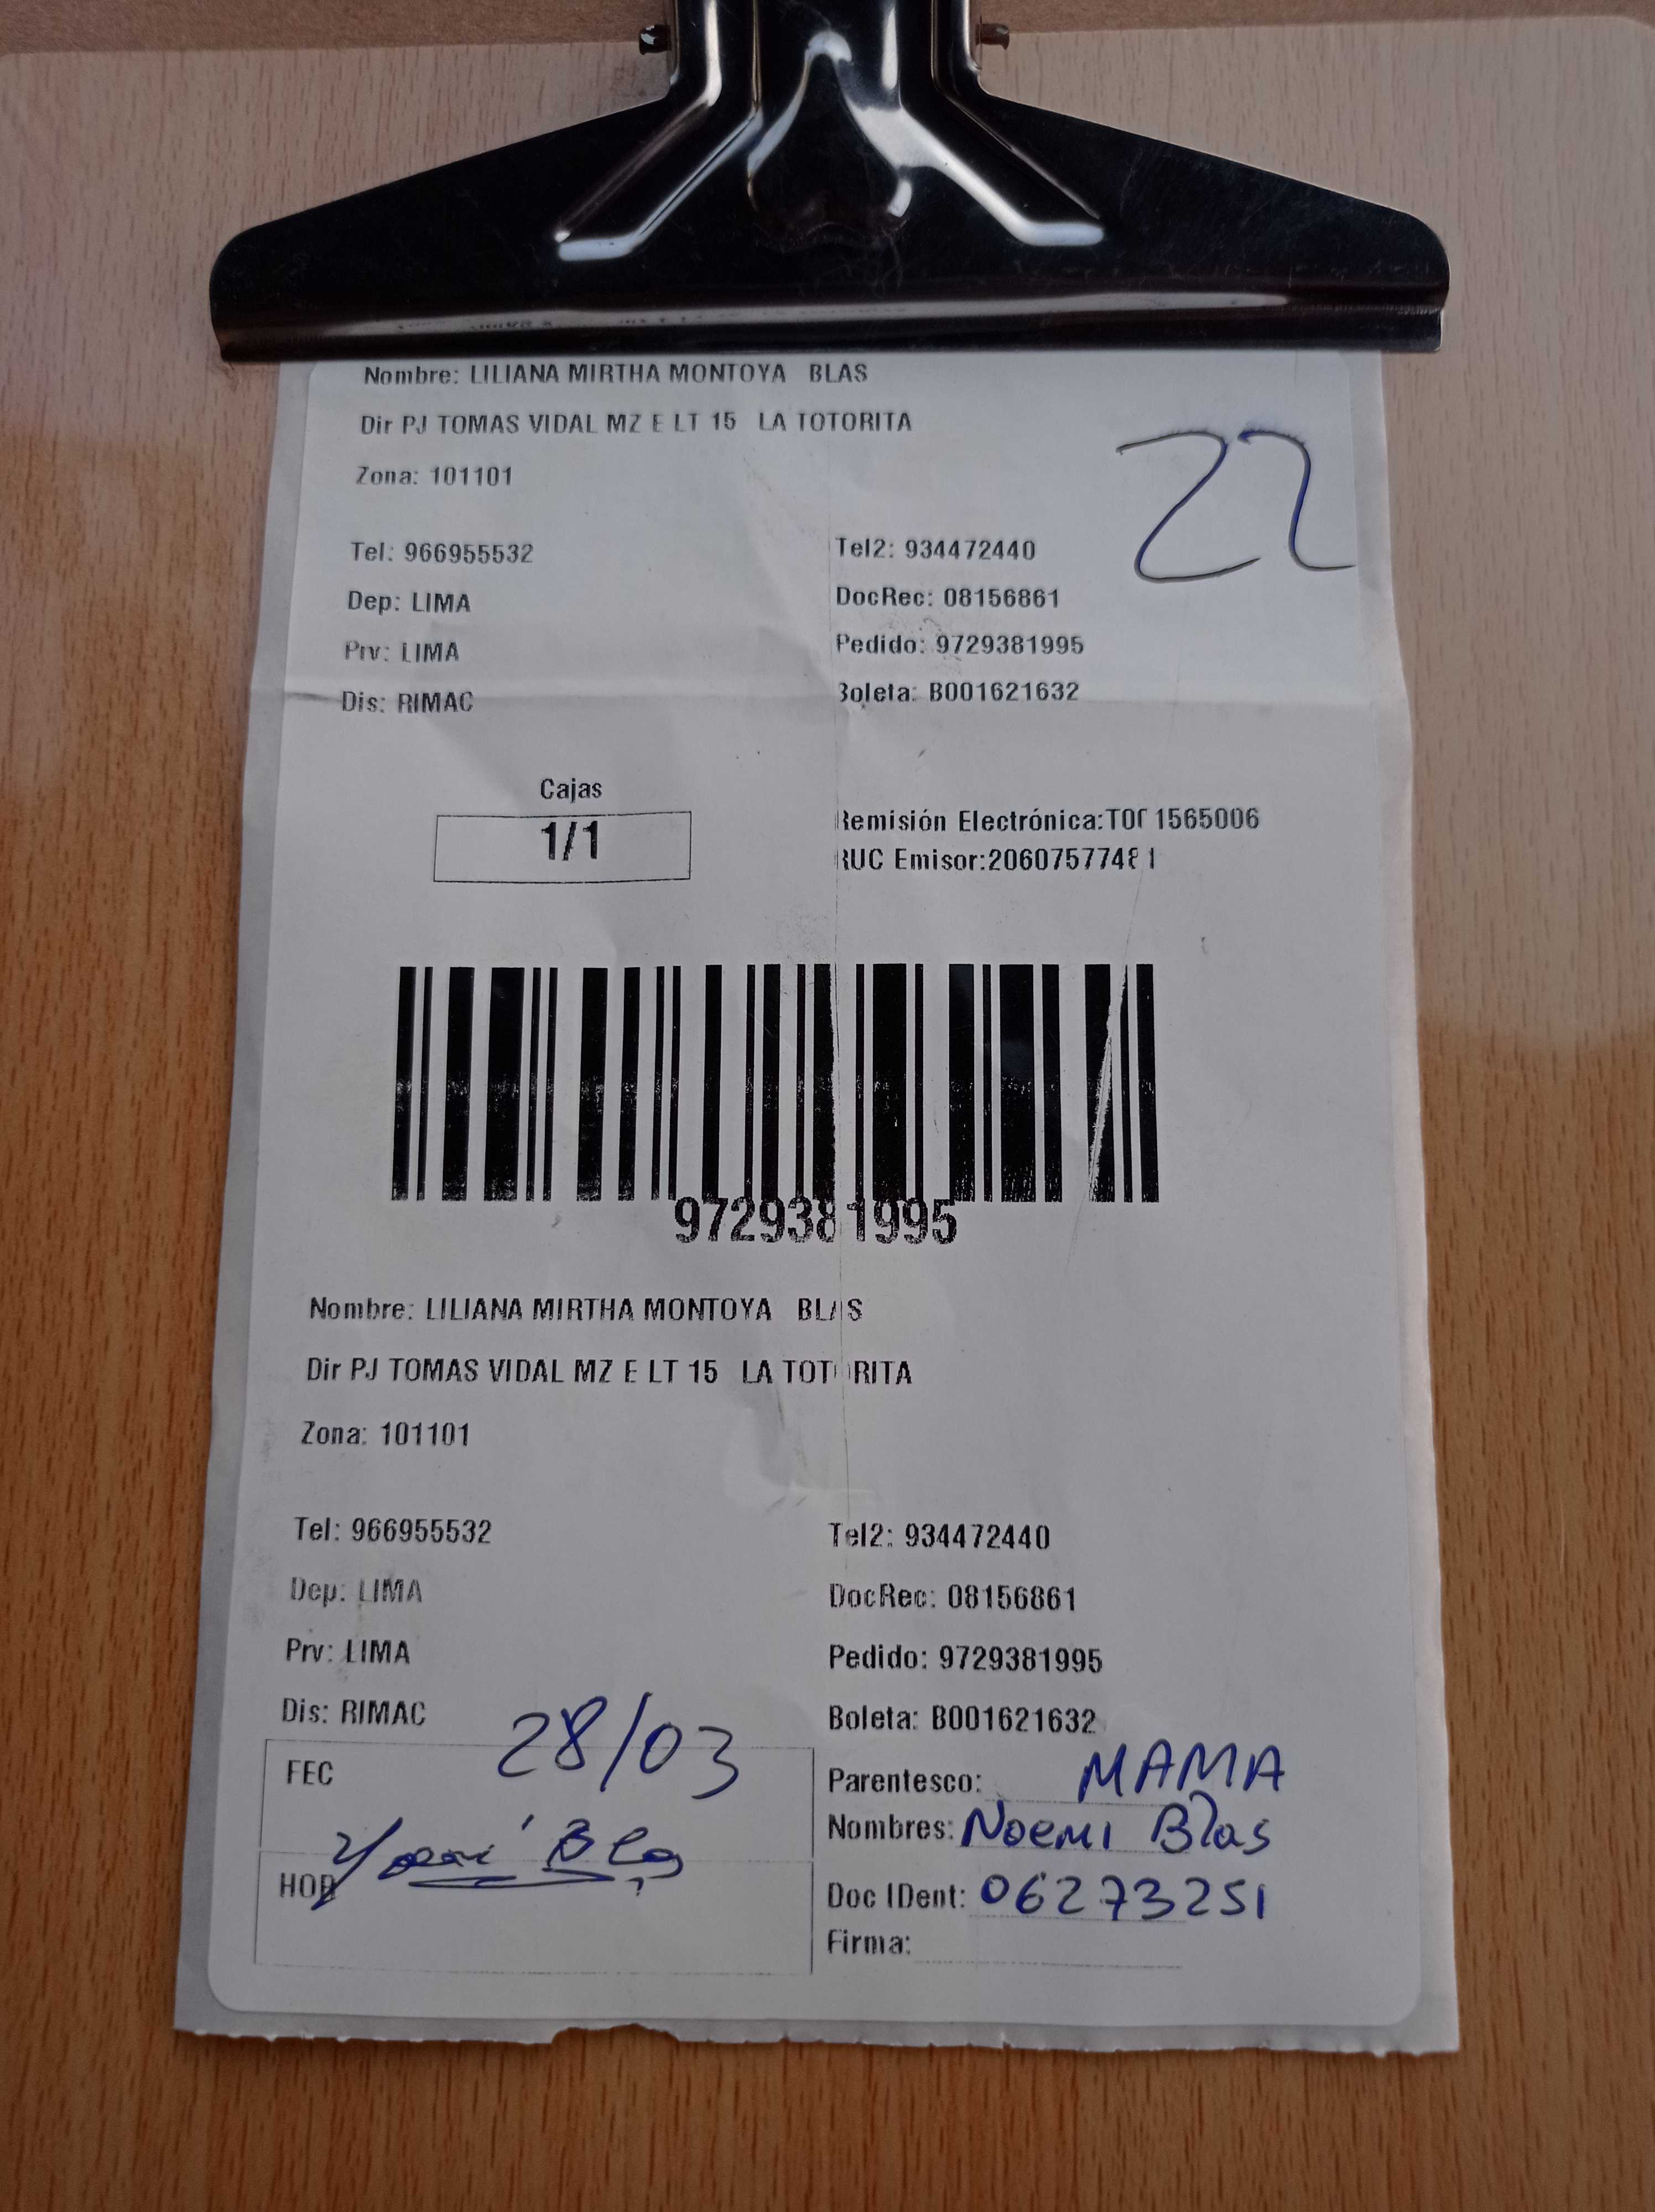 Nombre: LILIANA MIRTHA MONTOYA BLAS
Dir PJ TOMAS VIDAL MZ E LT 15 LA TOTORITA
22
Zona: 101101
Tel: 966955532 Tel2: 934472440
Dep: LIMA DocRec: 08156861
Prv: LIMA Pedido: 9729381995
Dis: RIMAC Boleta: B001621632
Cajas
1/1
Remisión Electrónica:T001565006
RUC Emisor:20607577481
9729381995
Nombre: LILIANA MIRTHA MONTOYA BLAS
Dir PJ TOMAS VIDAL MZ E LT 15 LA TOTORITA
Zona: 101101
Tel: 966955532 Tel2: 934472440
Dep: LIMA DocRec: 08156861
Prv: LIMA Pedido: 9729381995
Dis: RIMAC Boleta: B001621632
FEC 28/03
Parentesco: MAMA
Nombres: Noemi Blas
HOR
Doc IDent: 06273251
Firma: